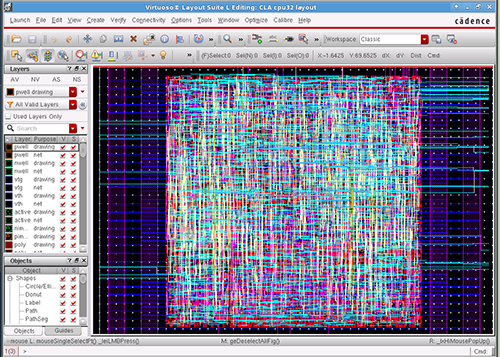 Virtuoso® Layout Suite L Editing: CLA cpu32 layout
Launch File Edit View Create Verify Connectivity Options Tools Window Optimize Calibre Help
cādence
Workspace: Classic
(F)Select:0 Sel(N):0 Sel(I):0 Sel(O):0 X:-1.6425 Y:69.6525 dX: dY: Dist: Cmd:
Layers
AV NV AS NS
pwell drawing
All Valid Layers
Used Layers Only
Search
Layer Purpose V S
pwell drawing
pwell net
nwell drawing
nwell net
vtg drawing
vtg net
vth drawing
vth net
active drawing
active net
nim... drawing
pim... drawing
poly drawing
Objects
Object V S
Shapes
Circle/Elli...
Donut
Label
Path
PathSeg
Objects Guides
mouse L: mouseSingleSelectPt() _leiLMBPress() M: geDeselectAllFig() R: _lxHiMousePopUp()
1(2) > Cmd: